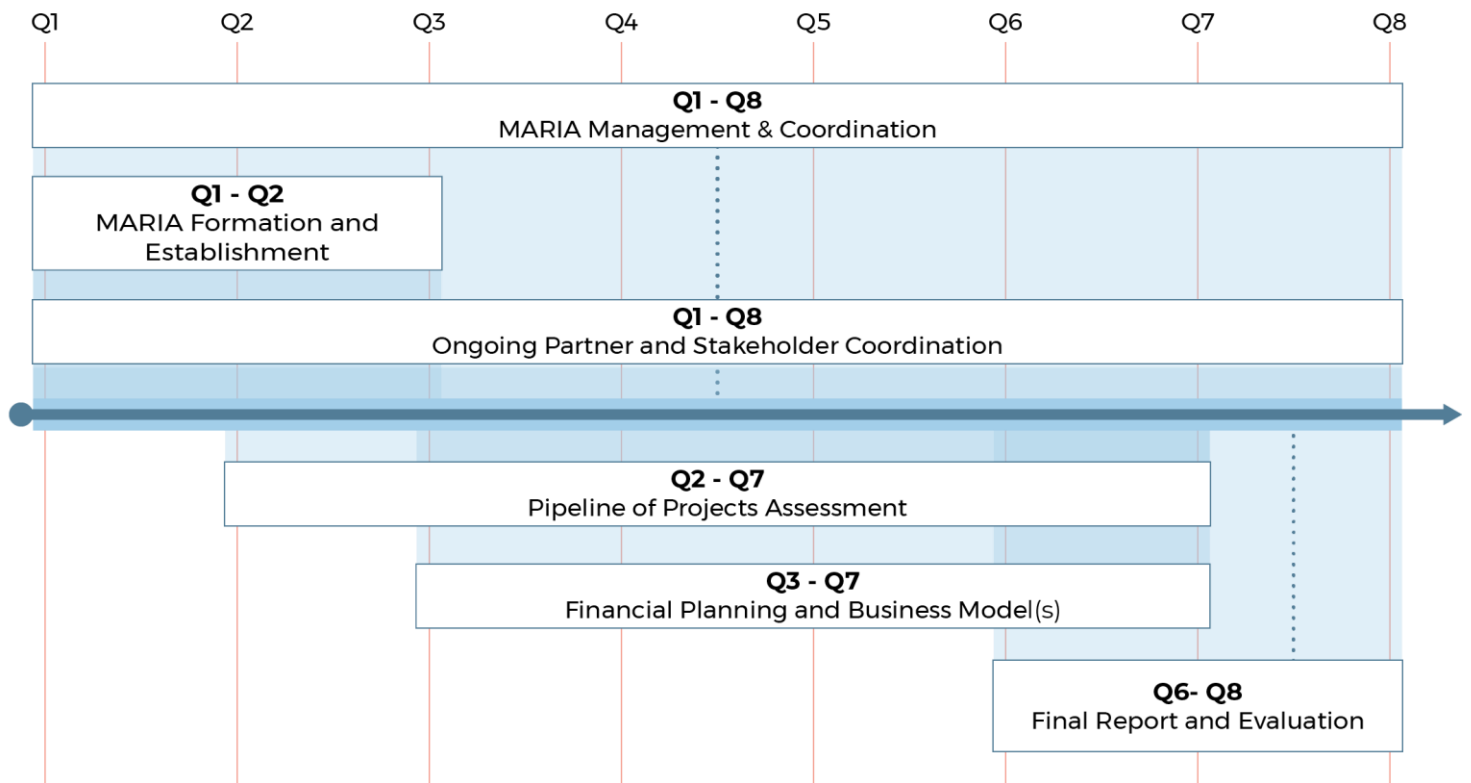 Q1 Q2 Q3 Q4 Q5 Q6 Q7 Q8
Q1 - Q8
MARIA Management & Coordination
Q1 - Q2
MARIA Formation and
Establishment
Q1 - Q8
Ongoing Partner and Stakeholder Coordination
Q2 - Q7
Pipeline of Projects Assessment
Q3 - Q7
Financial Planning and Business Model(s)
Q6- Q8
Final Report and Evaluation